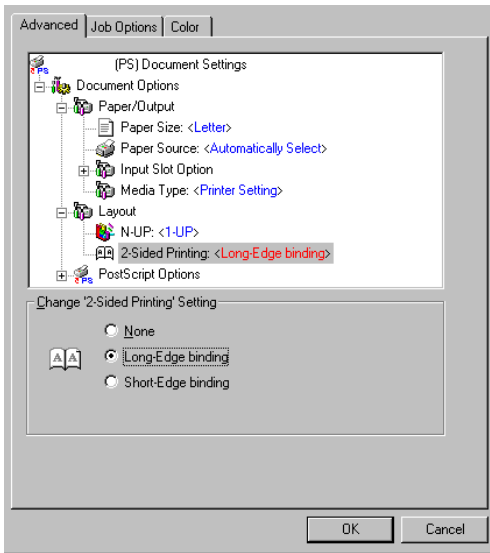 Advanced Job Options Color
(PS) Document Settings
Document Options
Paper/Output
Paper Size: <Letter>
Paper Source: <Automatically Select>
Input Slot Option
Media Type: <Printer Setting>
Layout
N-UP: <1-UP>
2-Sided Printing: <Long-Edge binding>
PostScript Options
Change '2-Sided Printing' Setting
None
A A Long-Edge binding
Short-Edge binding
OK Cancel